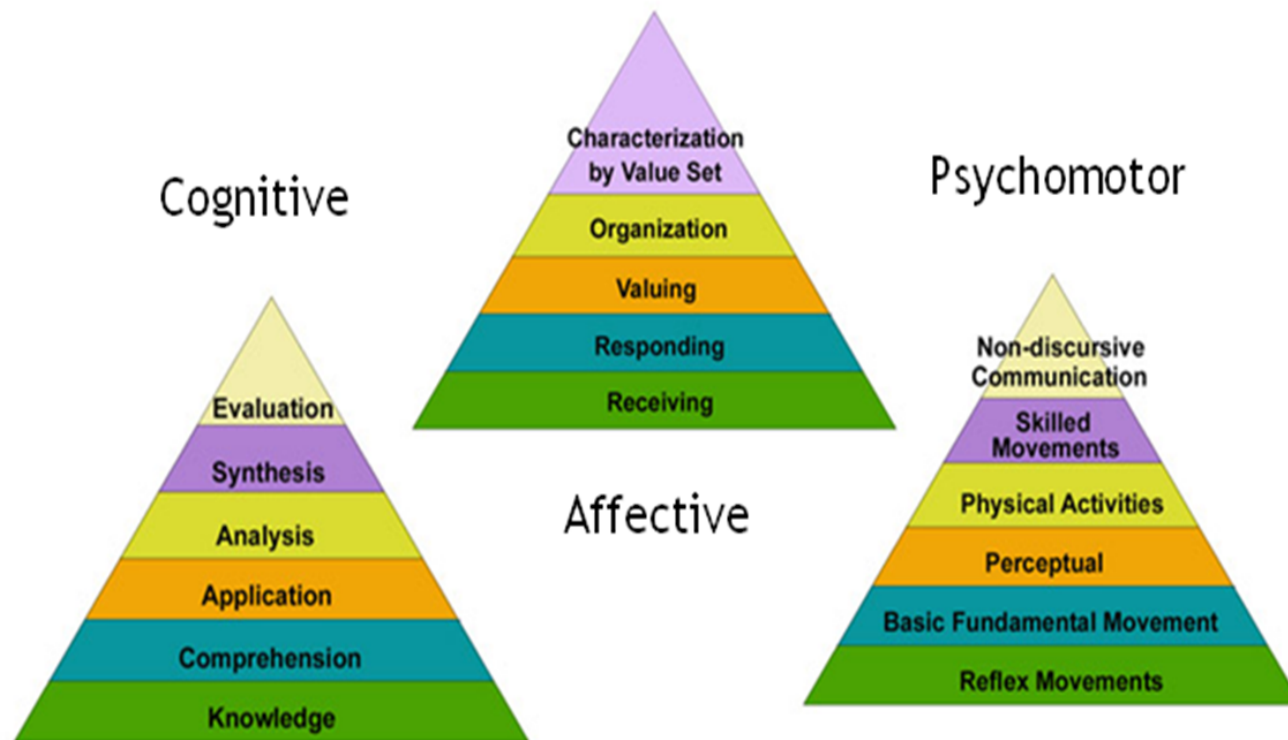 Cognitive
Evaluation
Synthesis
Analysis
Application
Comprehension
Knowledge
Characterization
by Value Set
Organization
Valuing
Responding
Receiving
Affective
Psychomotor
Non-discursive
Communication
Skilled
Movements
Physical Activities
Perceptual
Basic Fundamental Movement
Reflex Movements